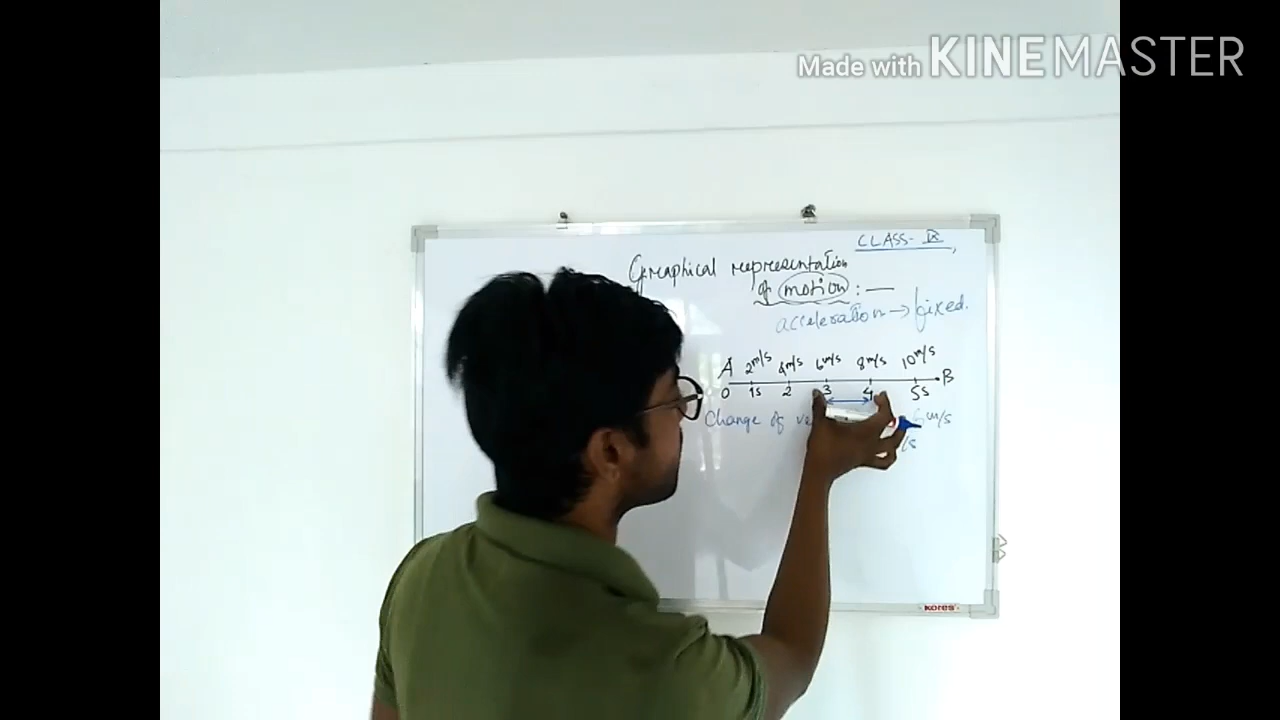 Made with KINEMASTER
CLASS- IX
Graphical representation
of motion : —
acceleration → fixed.
A 2m/s 4m/s 6m/s 8m/s 10m/s B
0 1s 2 3 4 5s
Change of 6 m/s
/s
KORES